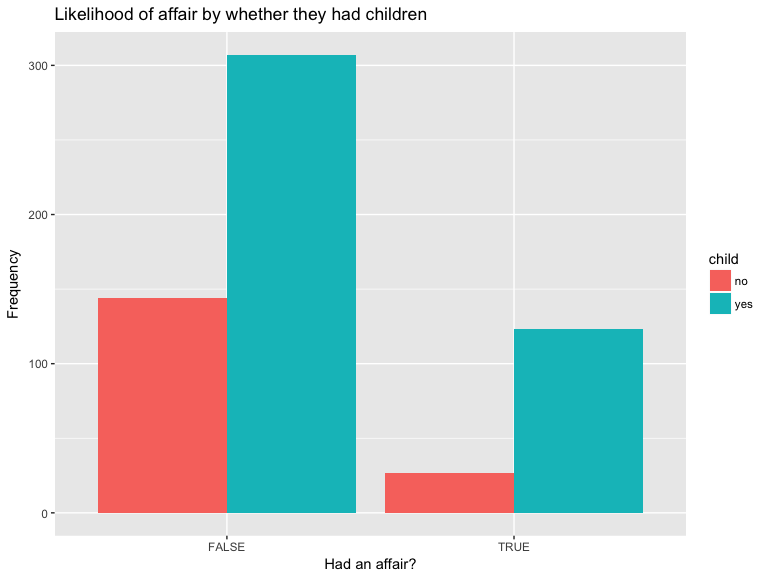 Likelihood of affair by whether they had children
300
200
100
0
Frequency
FALSE
TRUE
Had an affair?
child
no
yes